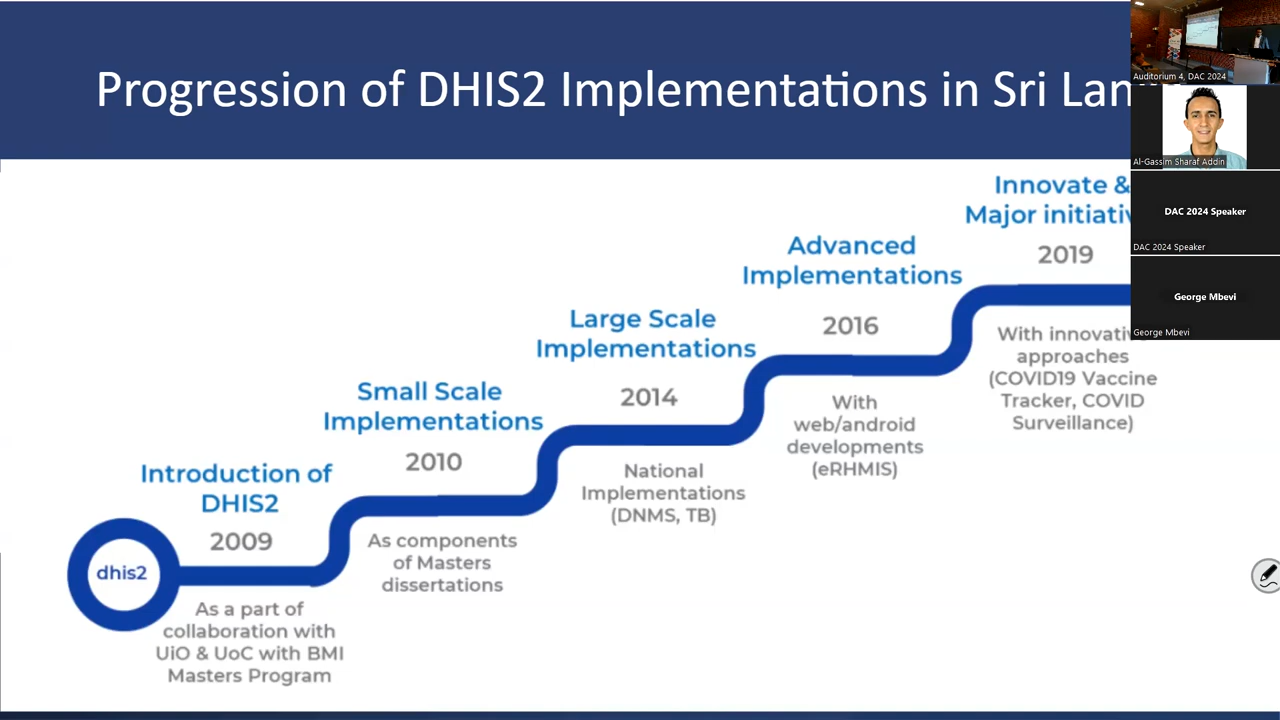 Progression of DHIS2 Implementations in Sri Lan
Auditorium 4, DAC 2024
Al-Gassim Sharaf Addin
DAC 2024 Speaker
DAC 2024 Speaker
George Mbevi
George Mbevi
Innovate &
Major initiativ
2019
With innovativ
approaches
(COVID19 Vaccine
Tracker, COVID
Surveillance)
Advanced
Implementations
2016
With
web/android
developments
(eRHMIS)
Large Scale
Implementations
2014
National
Implementations
(DNMS, TB)
Small Scale
Implementations
2010
As components
of Masters
dissertations
Introduction of
DHIS2
2009
dhis2
As a part of
collaboration with
UiO & UoC with BMI
Masters Program